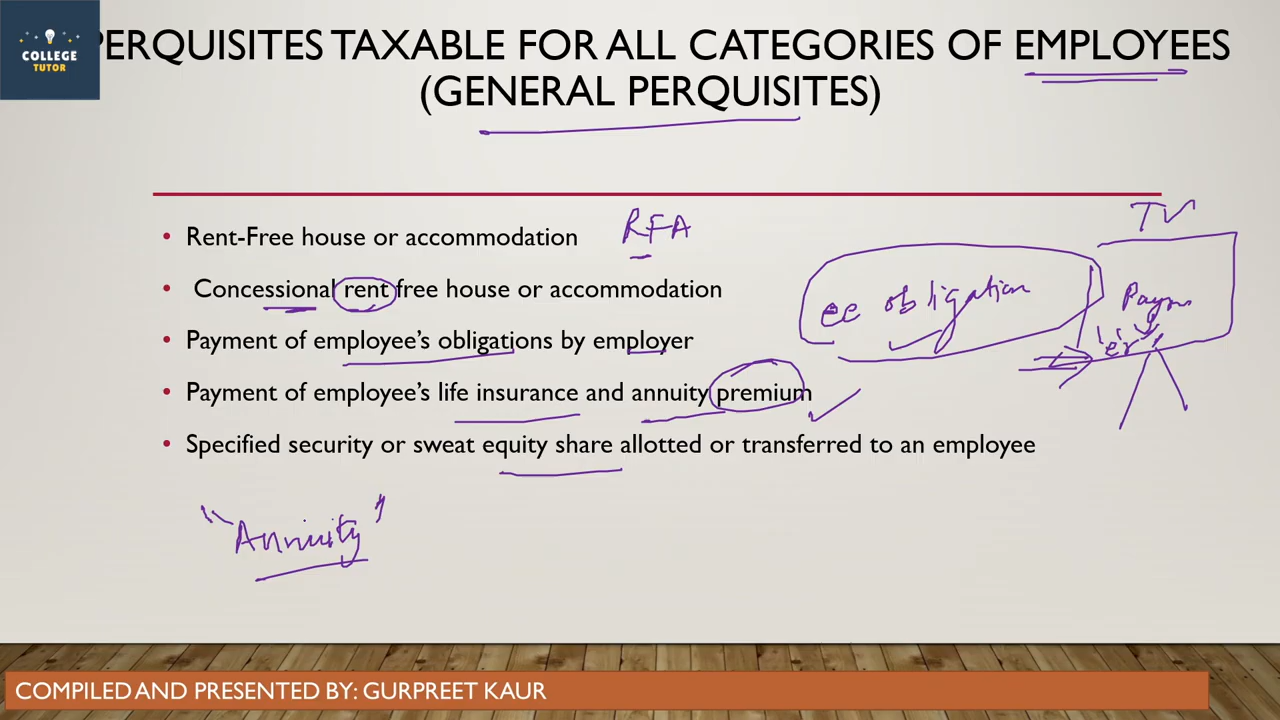 COLLEGE
TUTOR
PERQUISITES TAXABLE FOR ALL CATEGORIES OF EMPLOYEES
(GENERAL PERQUISITES)
• Rent-Free house or accommodation
RFA
• Concessional rent free house or accommodation
• Payment of employee's obligations by employer
• Payment of employee's life insurance and annuity premium
• Specified security or sweat equity share allotted or transferred to an employee
ee obligation
TV
'er'
"Annuity"
COMPILED AND PRESENTED BY: GURPREET KAUR